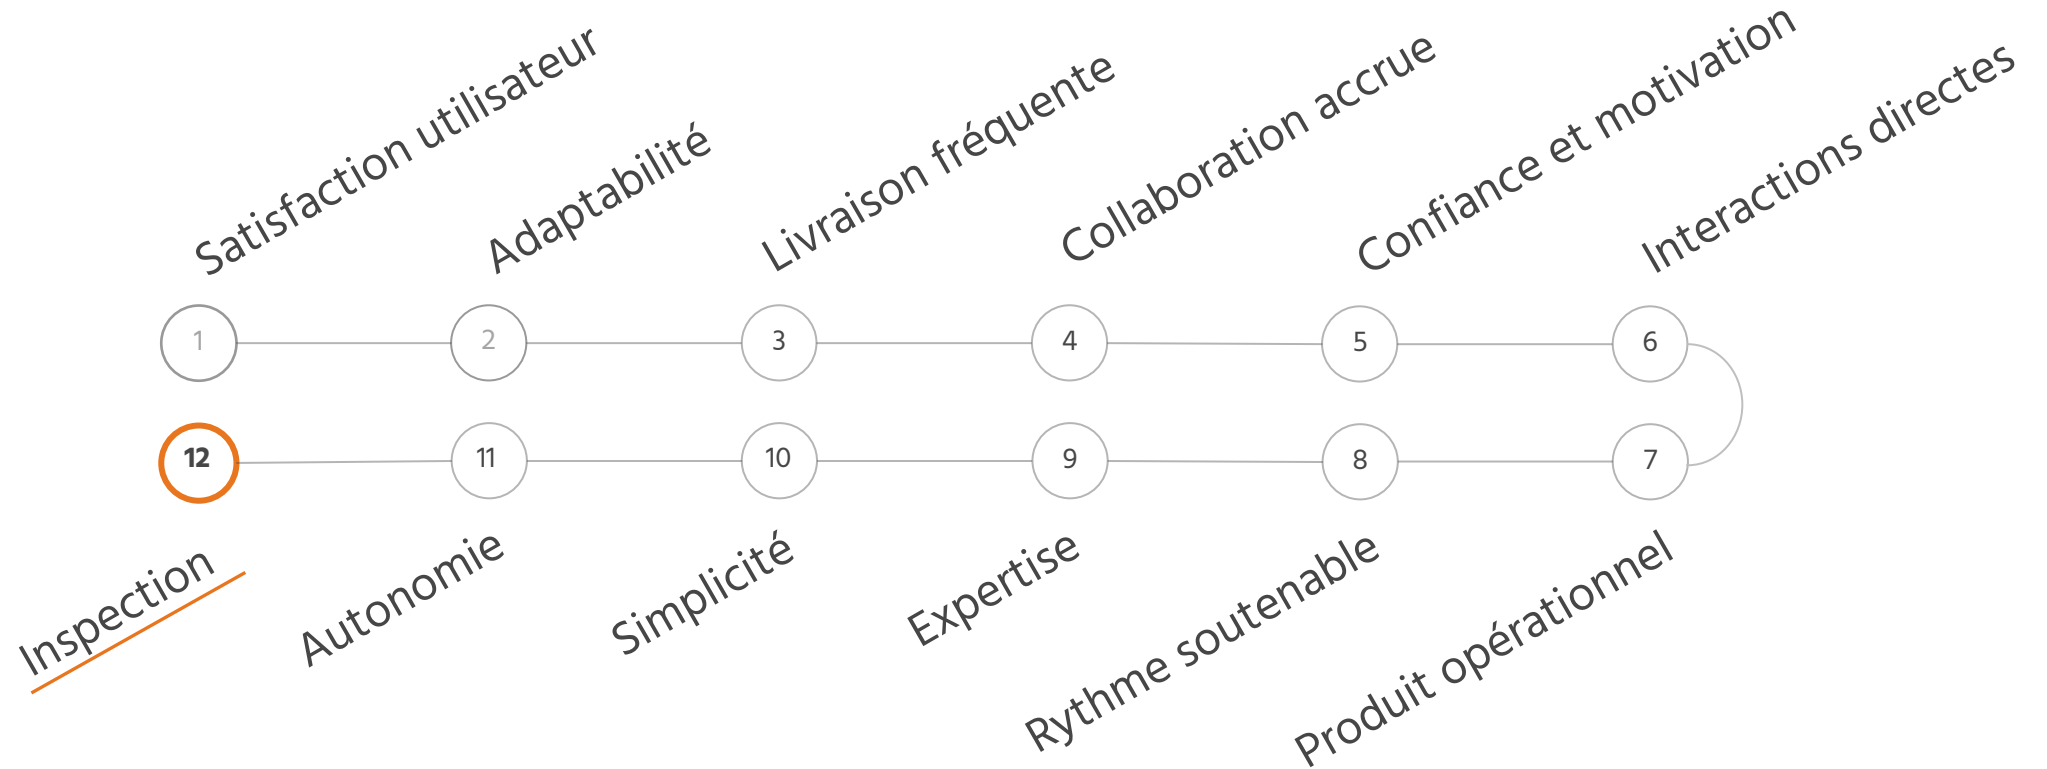 Satisfaction utilisateur
Adaptabilité
Livraison fréquente
Collaboration accrue
Confiance et motivation
Interactions directes
1
2
3
4
5
6
12
11
10
9
8
7
Inspection
Autonomie
Simplicité
Expertise
Rythme soutenable
Produit opérationnel